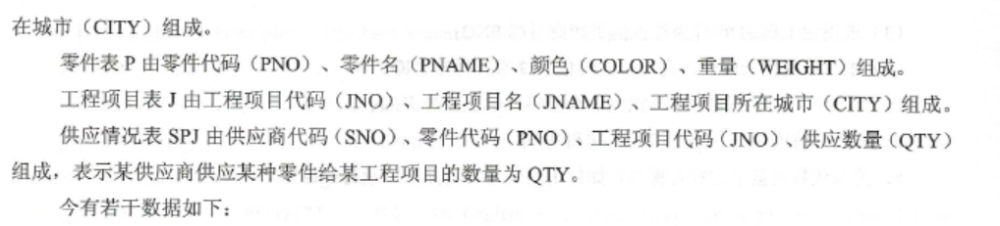 在城市（CITY）组成。
零件表 P 由零件代码（PNO）、零件名（PNAME）、颜色（COLOR）、重量（WEIGHT）组成。
工程项目表 J 由工程项目代码（JNO）、工程项目名（JNAME）、工程项目所在城市（CITY）组成。
供应情况表 SPJ 由供应商代码（SNO）、零件代码（PNO）、工程项目代码（JNO）、供应数量（QTY）
组成，表示某供应商供应某种零件给某工程项目的数量为 QTY。
今有若干数据如下：